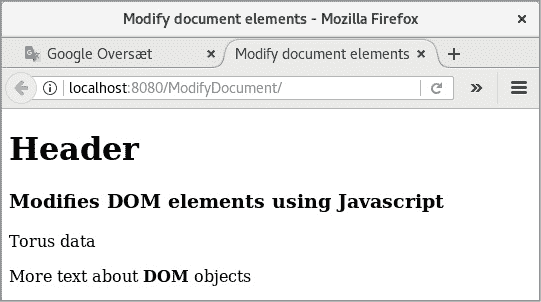 Modify document elements - Mozilla Firefox
Google Oversæt
Modify document elements
localhost:8080/ModifyDocument/
Header
Modifies DOM elements using Javascript
Torus data
More text about DOM objects